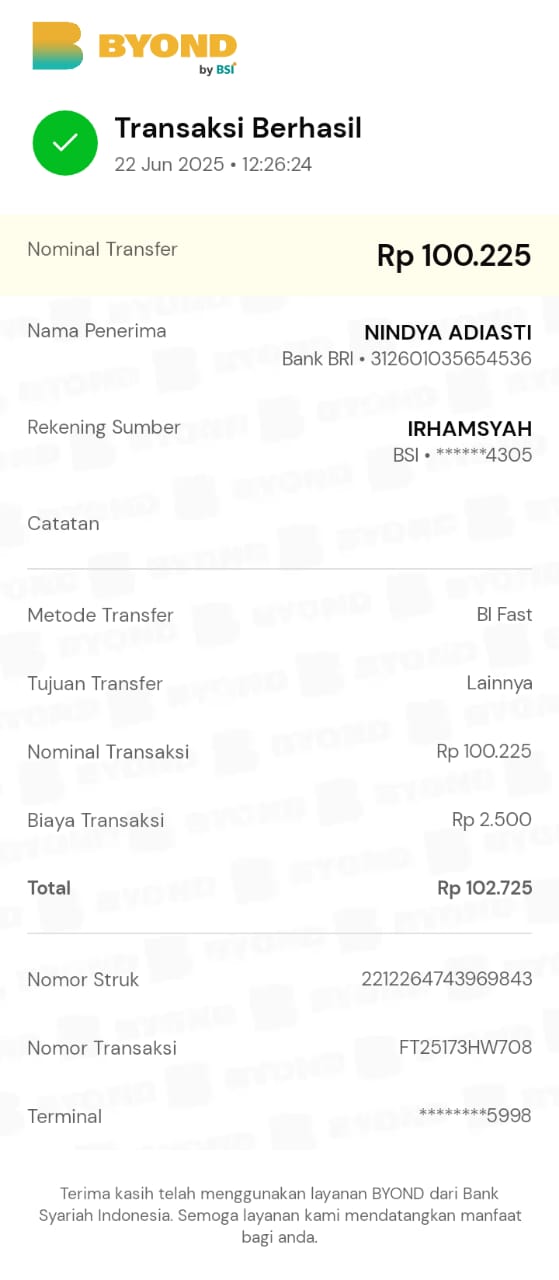 BYOND
by BSI
Transaksi Berhasil
22 Jun 2025 • 12:26:24
Nominal Transfer Rp 100.225
Nama Penerima NINDYA ADIASTI
Bank BRI • 312601035654536
Rekening Sumber IRHAMSYAH
BSI • ******4305
Catatan
Metode Transfer BI Fast
Tujuan Transfer Lainnya
Nominal Transaksi Rp 100.225
Biaya Transaksi Rp 2.500
Total Rp 102.725
Nomor Struk 2212264743969843
Nomor Transaksi FT25173HW708
Terminal ********5998
Terima kasih telah menggunakan layanan BYOND dari Bank
Syariah Indonesia. Semoga layanan kami mendatangkan manfaat
bagi anda.